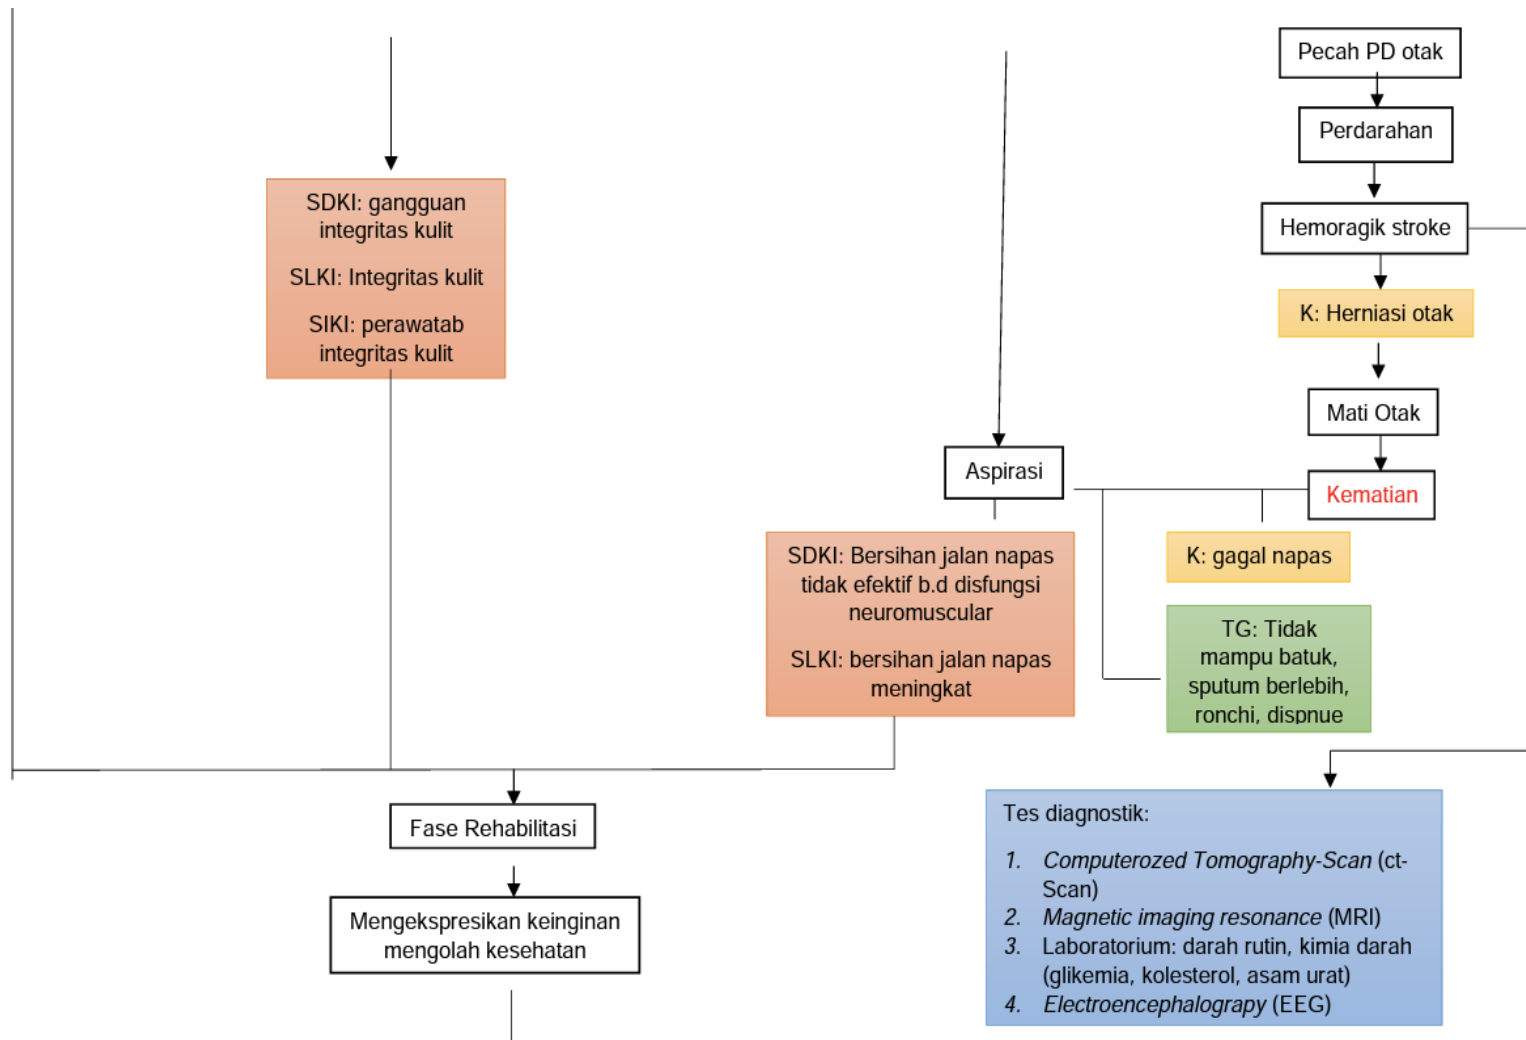 Pecah PD otak
Perdarahan
Hemoragik stroke
K: Herniasi otak
Mati Otak
Kematian
SDKI: gangguan
integritas kulit
SLKI: Integritas kulit
SIKI: perawatab
integritas kulit
Aspirasi
SDKI: Bersihan jalan napas
tidak efektif b.d disfungsi
neuromuscular
SLKI: bersihan jalan napas
meningkat
K: gagal napas
TG: Tidak
mampu batuk,
sputum berlebih,
ronchi, dispnue
Fase Rehabilitasi
Mengekspresikan keinginan
mengolah kesehatan
Tes diagnostik:
1. Computerozed Tomography-Scan (ct-
Scan)
2. Magnetic imaging resonance (MRI)
3. Laboratorium: darah rutin, kimia darah
(glikemia, kolesterol, asam urat)
4. Electroencephalograpy (EEG)